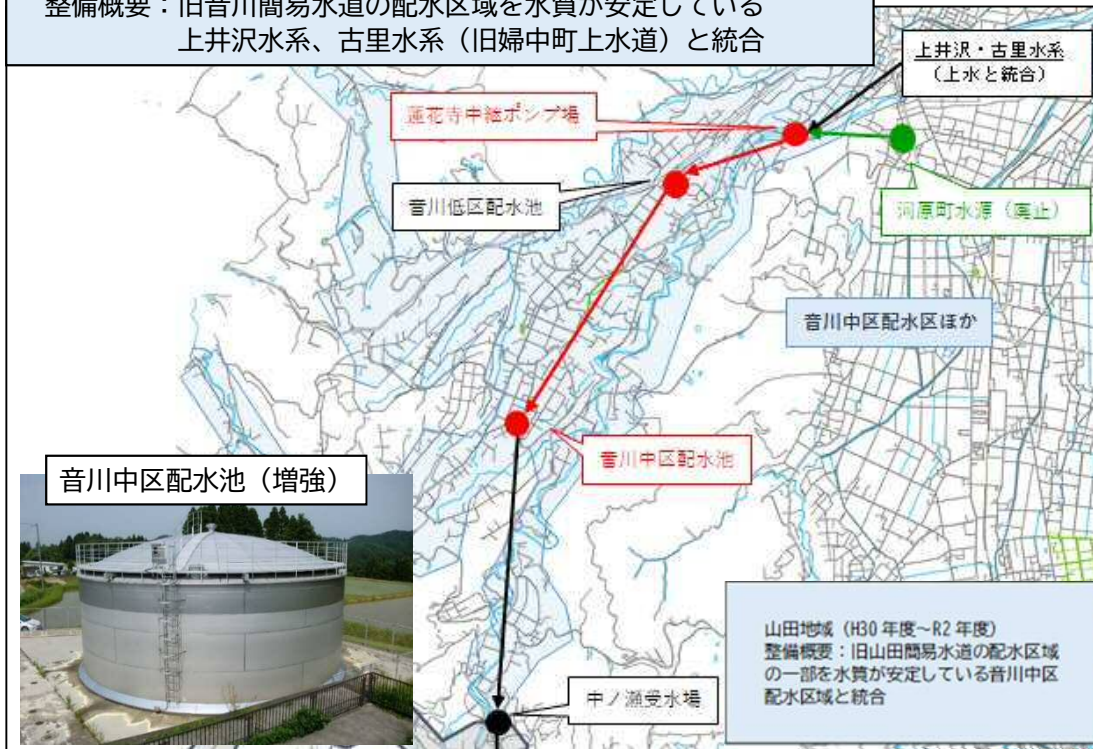 整備概要：旧音川簡易水道の配水区域を水質が安定している
上井沢水系、古里水系（旧婦中町上水道）と統合
上井沢・古里水系
（上水と統合）
蓮花寺中継ポンプ場
音川低区配水池
河原町水源（廃止）
音川中区配水区ほか
音川中区配水池
音川中区配水池（増強）
中ノ瀬受水場
山田地域（H30年度～R2年度）
整備概要：旧山田簡易水道の配水区域
の一部を水質が安定している音川中区
配水区域と統合